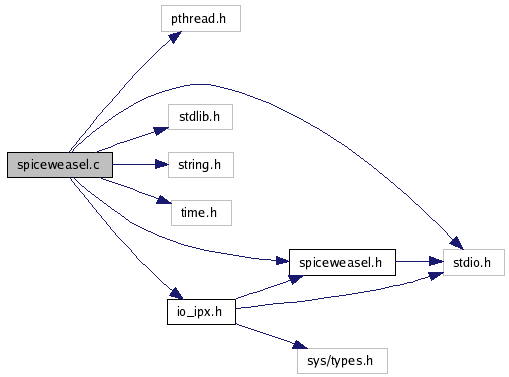 pthread.h
stdlib.h
spiceweasel.c
string.h
time.h
spiceweasel.h
stdio.h
io_ipx.h
sys/types.h